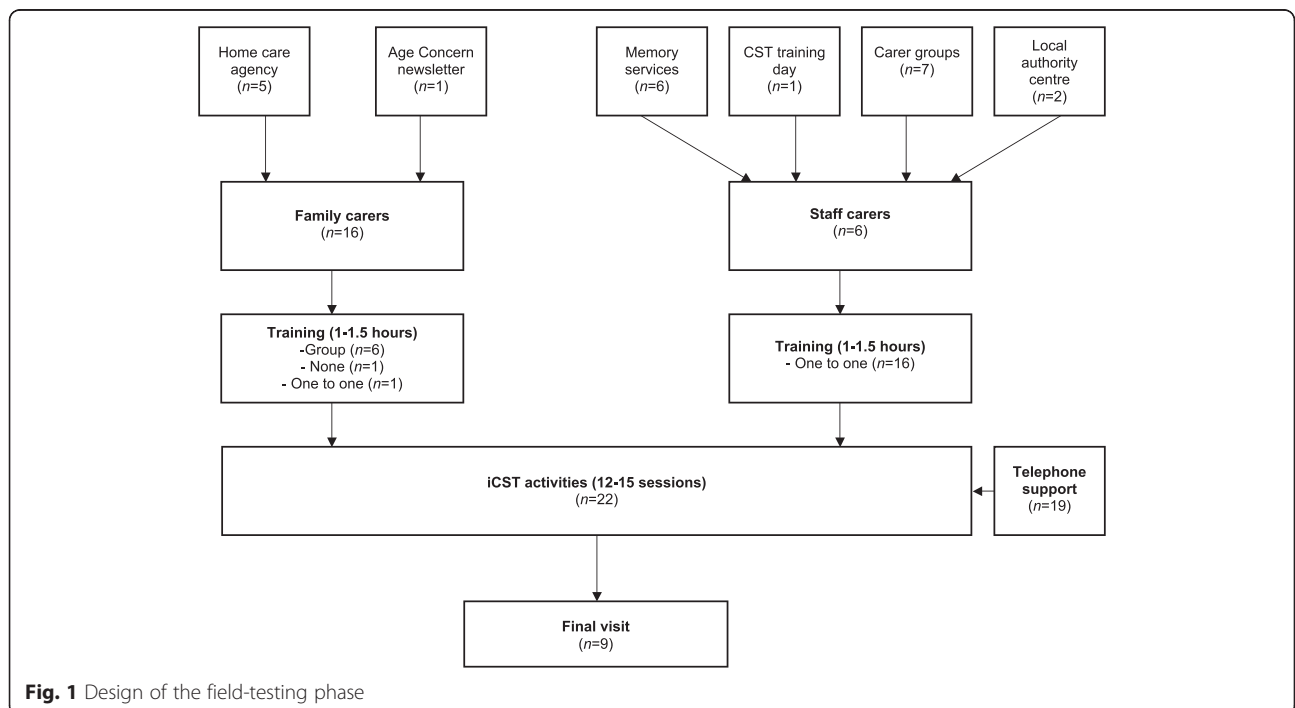 Home care
agency
(n=5)
Age Concern
newsletter
(n=1)
Memory
services
(n=6)
CST training
day
(n=1)
Carer groups
(n=7)
Local
authority
centre
(n=2)
Family carers
(n=16)
Staff carers
(n=6)
Training (1-1.5 hours)
-Group (n=6)
- None (n=1)
- One to one (n=1)
Training (1-1.5 hours)
- One to one (n=16)
iCST activities (12-15 sessions)
(n=22)
Telephone
support
(n=19)
Final visit
(n=9)
Fig. 1 Design of the field-testing phase